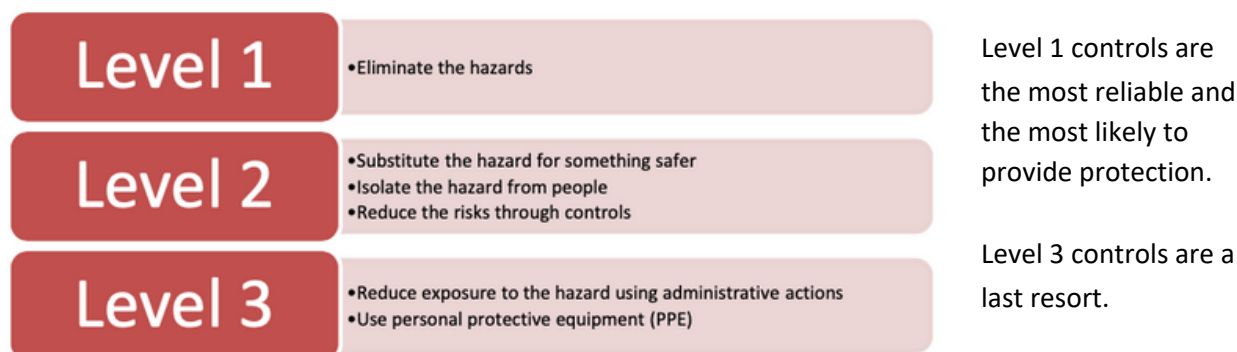 Level 1
•Eliminate the hazards
Level 2
•Substitute the hazard for something safer
•Isolate the hazard from people
•Reduce the risks through controls
Level 3
•Reduce exposure to the hazard using administrative actions
•Use personal protective equipment (PPE)
Level 1 controls are
the most reliable and
the most likely to
provide protection.
Level 3 controls are a
last resort.